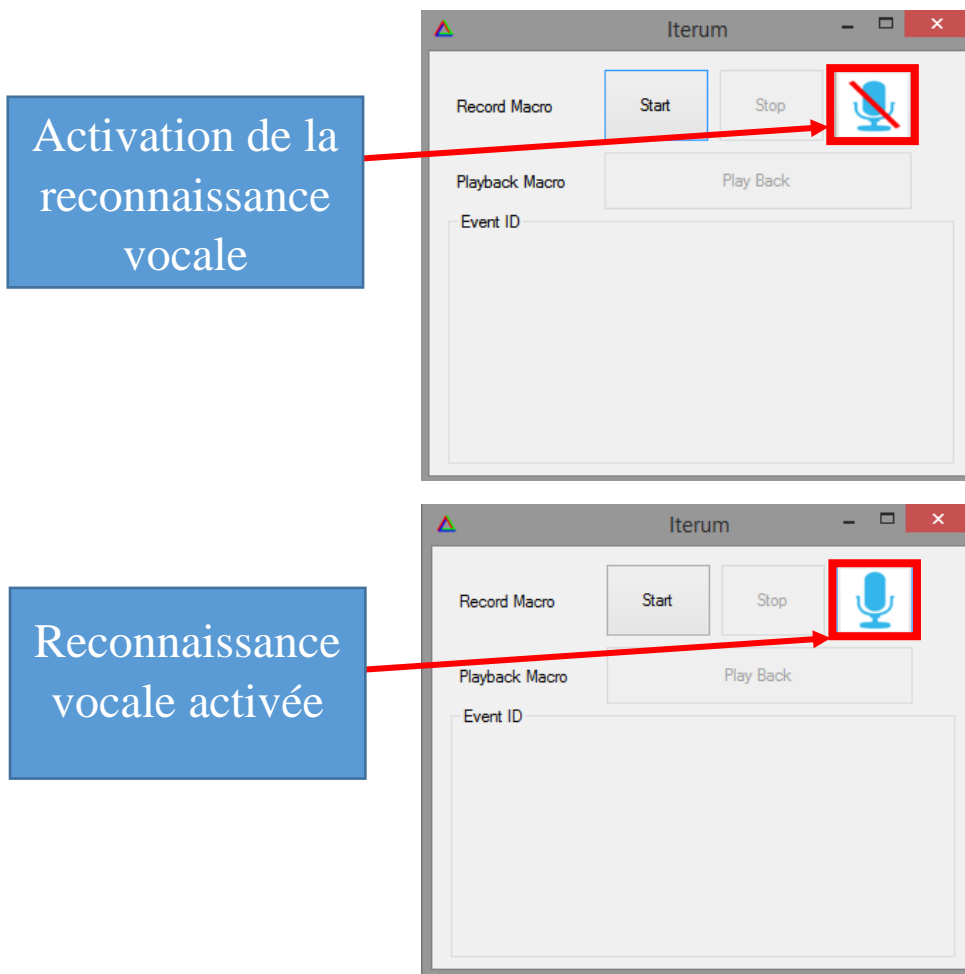 Iterum
Activation de la
reconnaissance
vocale
Record Macro Start Stop
Playback Macro Play Back
Event ID
Iterum
Reconnaissance
vocale activée
Record Macro Start Stop
Playback Macro Play Back
Event ID